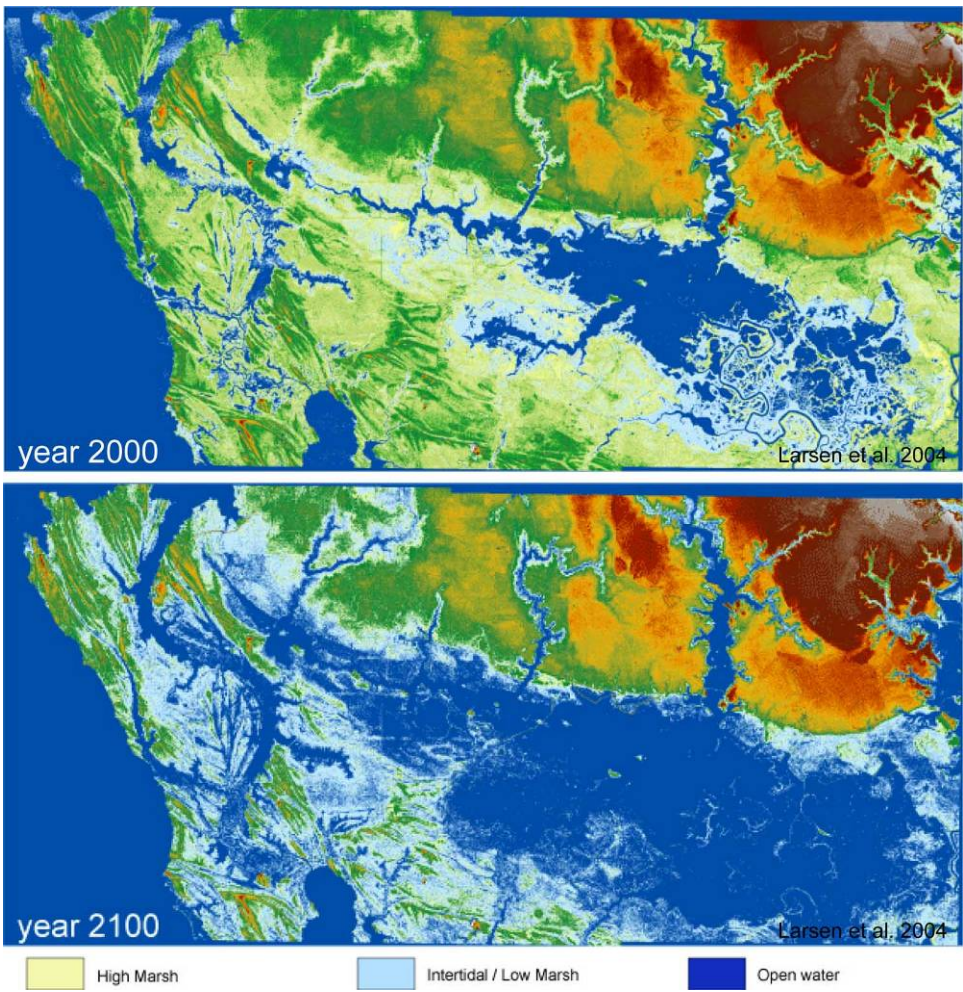 year 2000
Larsen et al. 2004
year 2100
Larsen et al. 2004
High Marsh
Intertidal / Low Marsh
Open water